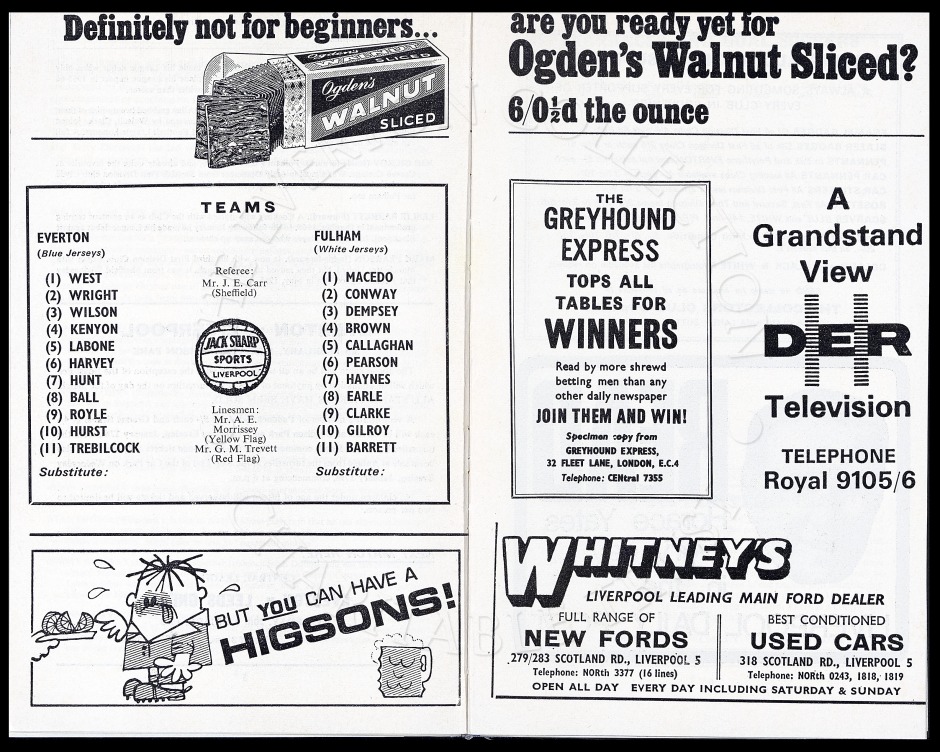 Definitely not for beginners...
Ogden's
WALNUT
SLICED
Ogden's
WALNUT
SLICED
TEAMS
EVERTON
(Blue Jerseys)
(1) WEST
(2) WRIGHT
(3) WILSON
(4) KENYON
(5) LABONE
(6) HARVEY
(7) HUNT
(8) BALL
(9) ROYLE
(10) HURST
(11) TREBILCOCK
Substitute:
Referee:
Mr. J. E. Carr
(Sheffield)
JACK SHARP
SPORTS
LIVERPOOL
Linesmen:
Mr. A. E.
Morrissey
(Yellow Flag)
Mr. G. M. Trevett
(Red Flag)
FULHAM
(White Jerseys)
(1) MACEDO
(2) CONWAY
(3) DEMPSEY
(4) BROWN
(5) CALLAGHAN
(6) PEARSON
(7) HAYNES
(8) EARLE
(9) CLARKE
(10) GILROY
(11) BARRETT
Substitute:
BUT YOU CAN HAVE A
HIGSONS!
are you ready yet for
Ogden's Walnut Sliced?
6/0½d the ounce
THE
GREYHOUND
EXPRESS
TOPS ALL
TABLES FOR
WINNERS
Read by more shrewd
betting men than any
other daily newspaper
JOIN THEM AND WIN!
Specimen copy from
GREYHOUND EXPRESS,
32 FLEET LANE, LONDON, E.C.4
Telephone: CENtral 7355
A
Grandstand
View
DER
Television
TELEPHONE
Royal 9105/6
WHITNEY'S
LIVERPOOL LEADING MAIN FORD DEALER
FULL RANGE OF
NEW FORDS
279/283 SCOTLAND RD., LIVERPOOL 5
Telephone: NORth 3377 (16 lines)
BEST CONDITIONED
USED CARS
318 SCOTLAND RD., LIVERPOOL 5
Telephone: NORth 0243, 1818, 1819
OPEN ALL DAY EVERY DAY INCLUDING SATURDAY & SUNDAY